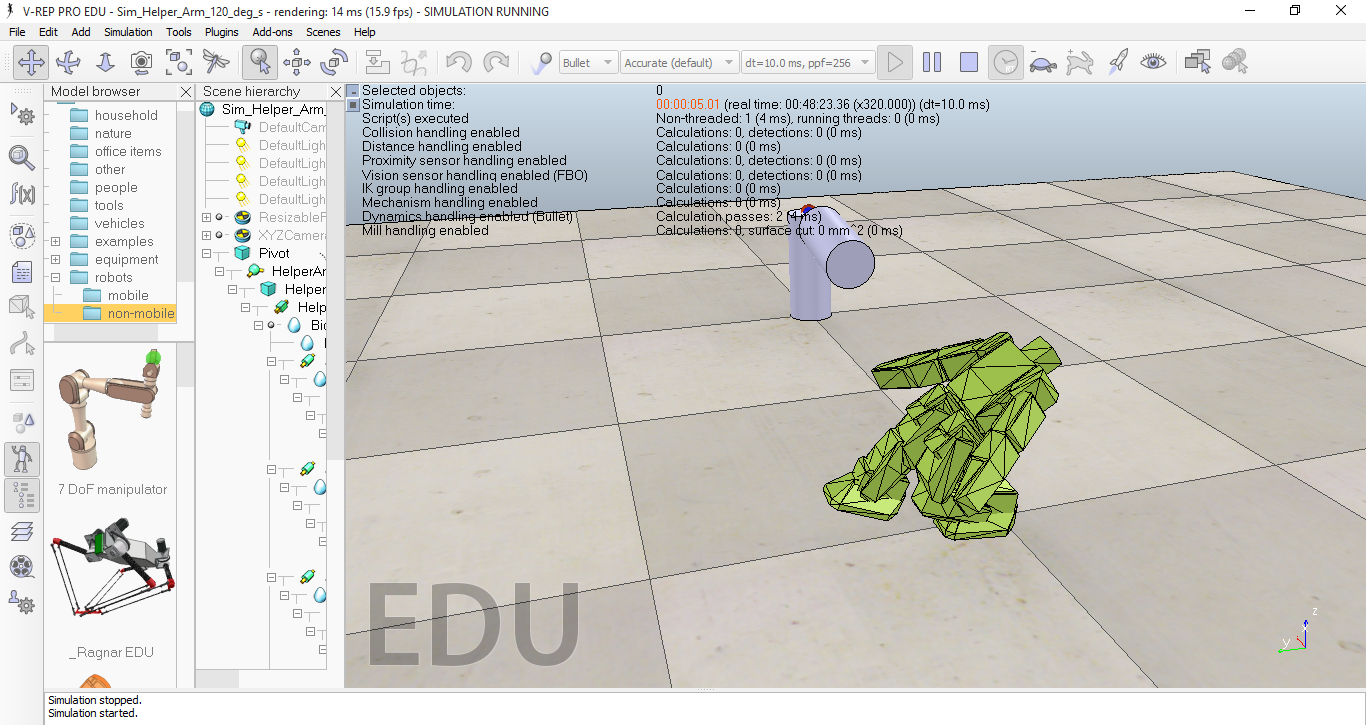 V-REP PRO EDU - Sim_Helper_Arm_120_deg_s - rendering: 14 ms (15.9 fps) - SIMULATION RUNNING
File Edit Add Simulation Tools Plugins Add-ons Scenes Help
f(x) Bullet Accurate (default) dt=10.0 ms, ppf=256
Model browser
household
nature
office items
other
people
tools
vehicles
examples
equipment
robots
mobile
non-mobile
7 DoF manipulator
_Ragnar EDU
Scene hierarchy
Sim_Helper_Arm_
DefaultCam
DefaultLigh
DefaultLigh
DefaultLigh
DefaultLigh
ResizableF
XYZCamera
Pivot
HelperAr
Helper
Help
Bio
Selected objects: 0
Simulation time: 00:00:05.01 (real time: 00:48:23.36 (x320.000)) (dt=10.0 ms)
Script(s) executed Non-threaded: 1 (4 ms), running threads: 0 (0 ms)
Collision handling enabled Calculations: 0, detections: 0 (0 ms)
Distance handling enabled Calculations: 0 (0 ms)
Proximity sensor handling enabled Calculations: 0, detections: 0 (0 ms)
Vision sensor handling enabled (FBO) Calculations: 0, detections: 0 (0 ms)
IK group handling enabled Calculations: 0 (0 ms)
Mechanism handling enabled Calculations: 0 (0 ms)
Dynamics handling enabled (Bullet) Calculation passes: 2 (4 ms)
Mill handling enabled Calculations: 0, surface cut: 0 mm^2 (0 ms)
EDU
z
y
Simulation stopped.
Simulation started.